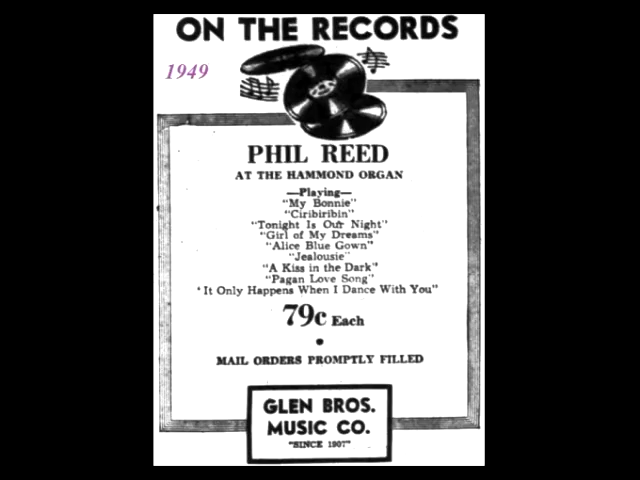 ON THE RECORDS
1949
PHIL REED
AT THE HAMMOND ORGAN
—Playing—
"My Bonnie"
"Ciribiribin"
"Tonight Is Our Night"
"Girl of My Dreams"
"Alice Blue Gown"
"Jealousie"
"A Kiss in the Dark"
"Pagan Love Song"
"It Only Happens When I Dance With You"
79c Each
•
MAIL ORDERS PROMPTLY FILLED
GLEN BROS.
MUSIC CO.
"SINCE 1907"